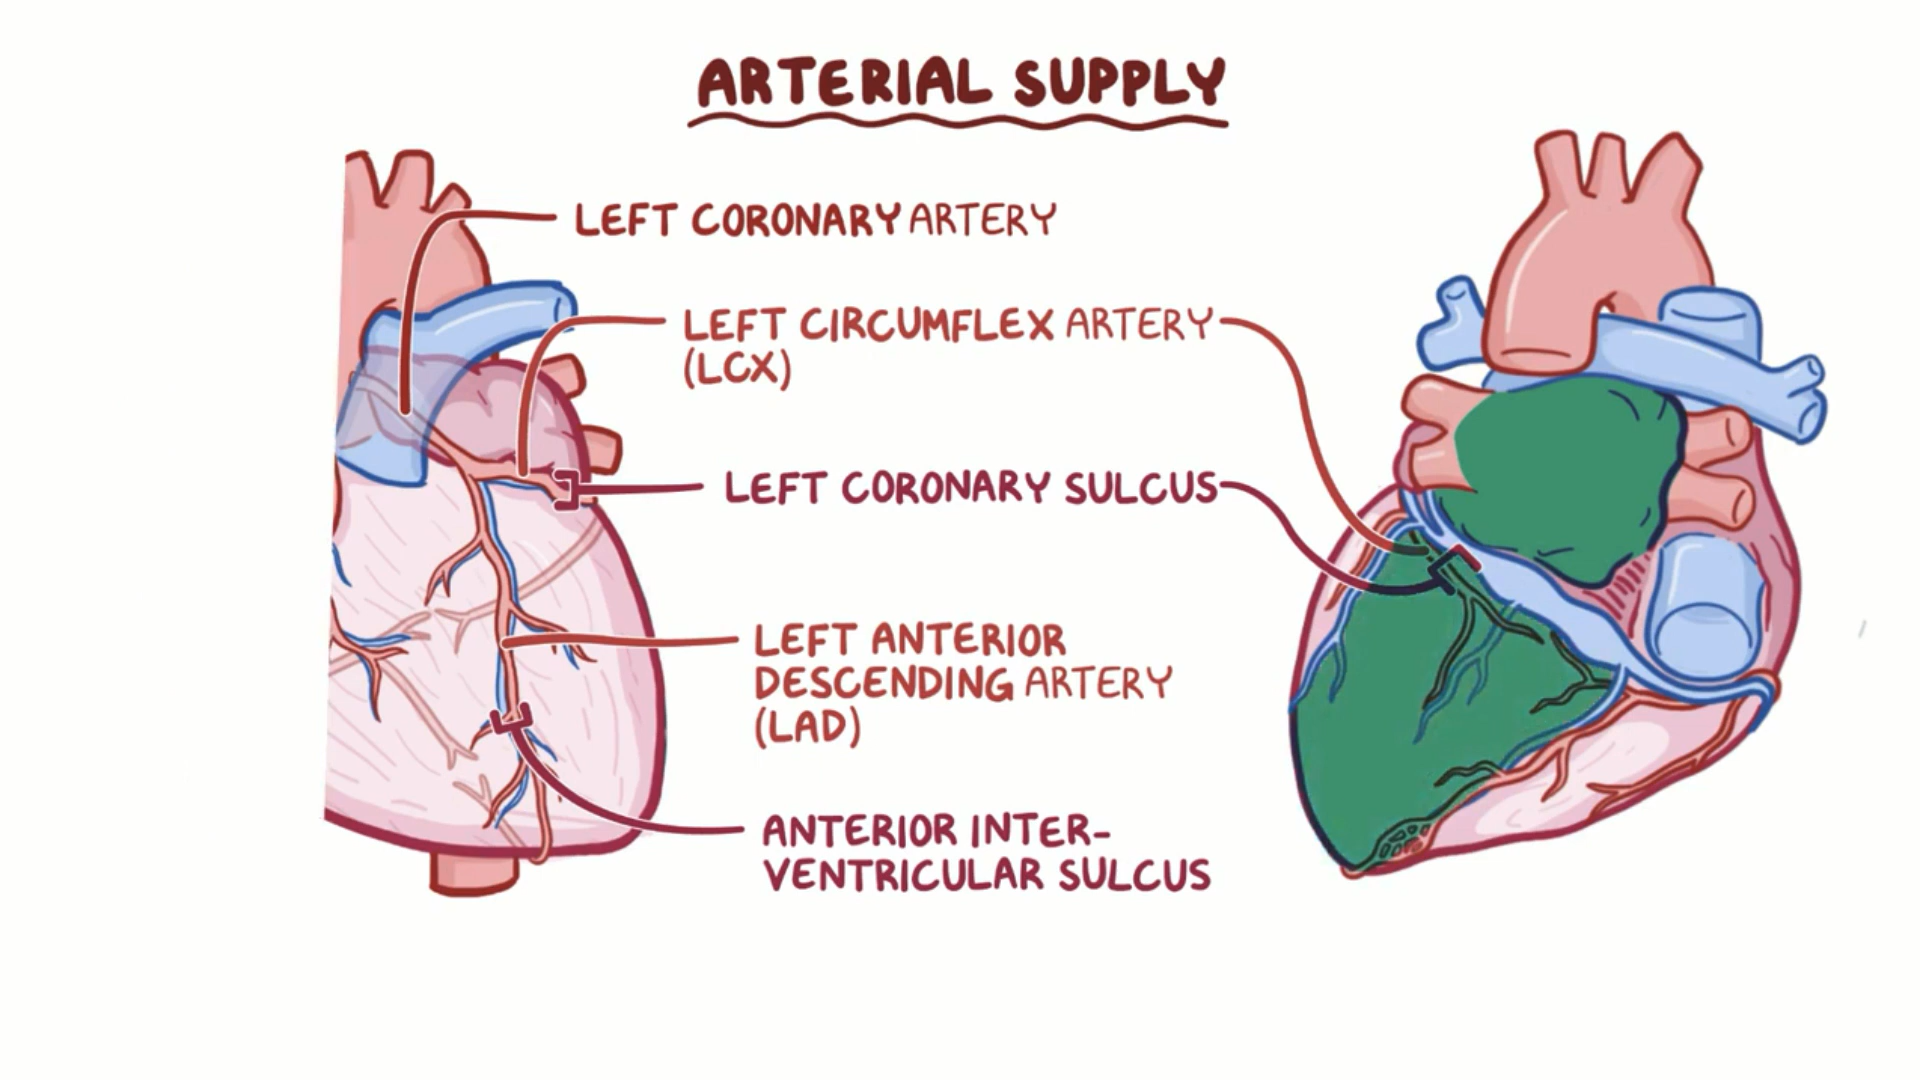 ARTERIAL SUPPLY
LEFT CORONARY ARTERY
LEFT CIRCUMFLEX ARTERY
(LCX)
LEFT CORONARY SULCUS
LEFT ANTERIOR
DESCENDING ARTERY
(LAD)
ANTERIOR INTER-
VENTRICULAR SULCUS